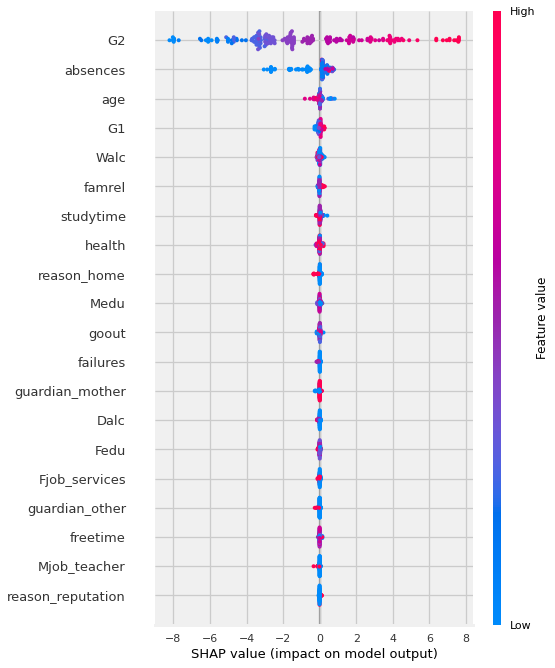 High
G2
absences
age
G1
Walc
famrel
studytime
health
reason_home
Medu
goout
failures
guardian_mother
Dalc
Fedu
Fjob_services
guardian_other
freetime
Mjob_teacher
reason_reputation
Feature value
Low
−8 −6 −4 −2 0 2 4 6 8
SHAP value (impact on model output)